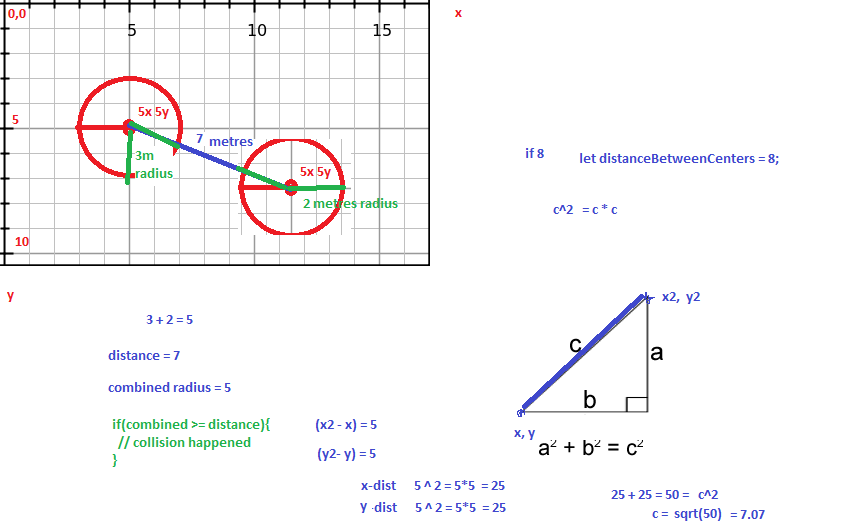 0,0
x
5 10 15
5x 5y
5
7 metres
if 8 let distanceBetweenCenters = 8;
3m
radius
5x 5y
2 metres radius
c^2 = c * c
10
y
x2, y2
3 + 2 = 5
c
a
distance = 7
combined radius = 5
b
if(combined >= distance){
// collision happened
}
(x2 - x) = 5
(y2- y) = 5
x, y
a² + b² = c²
x-dist 5 ^ 2 = 5*5 = 25
y -dist 5 ^ 2 = 5*5 = 25
25 + 25 = 50 = c^2
c = sqrt(50) = 7.07